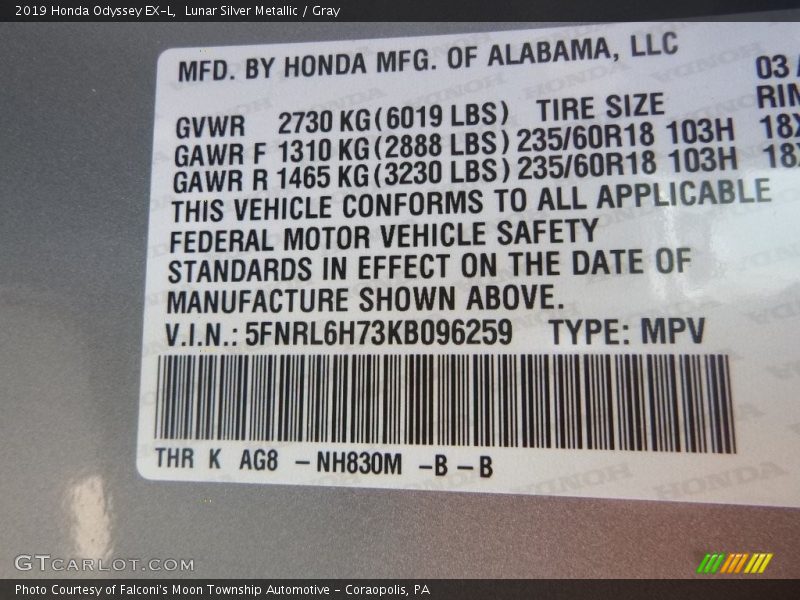 2019 Honda Odyssey EX-L,  Lunar Silver Metallic / Gray
MFD. BY HONDA MFG. OF ALABAMA, LLC
03
GVWR 2730 KG (6019 LBS) TIRE SIZE
GAWR F 1310 KG (2888 LBS) 235/60R18 103H 18X
GAWR R 1465 KG (3230 LBS) 235/60R18 103H 18X
THIS VEHICLE CONFORMS TO ALL APPLICABLE
FEDERAL MOTOR VEHICLE SAFETY
STANDARDS IN EFFECT ON THE DATE OF
MANUFACTURE SHOWN ABOVE.
V.I.N.: 5FNRL6H73KB096259 TYPE: MPV
THR K AG8 – NH830M – B – B
GTCARLOT.COM
Photo Courtesy of Falconi's Moon Township Automotive - Coraopolis, PA